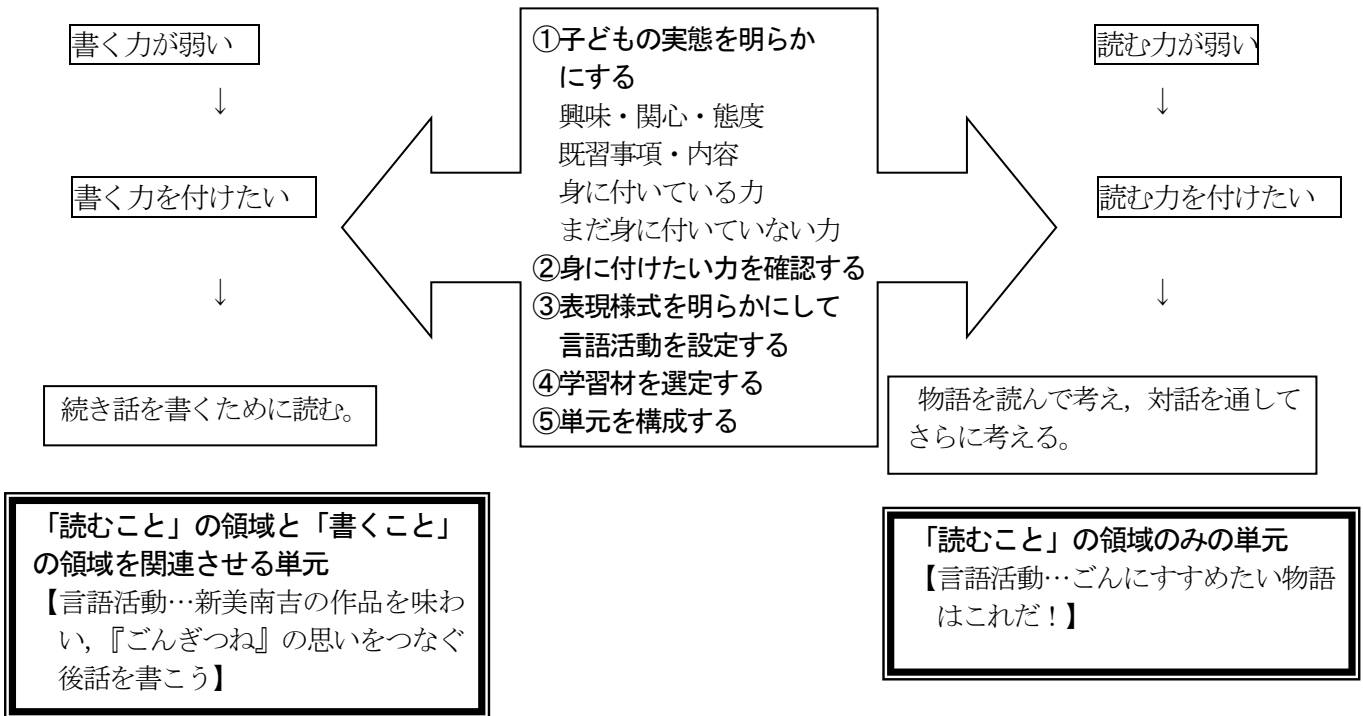 書く力が弱い
↓
書く力を付けたい
↓
続き話を書くために読む。
「読むこと」の領域と「書くこと」
の領域を関連させる単元
【言語活動…新美南吉の作品を味わ
い,『ごんぎつね』の思いをつなぐ
後話を書こう】
①子どもの実態を明らか
にする
興味・関心・態度
既習事項・内容
身に付いている力
まだ身に付いていない力
②身に付けたい力を確認する
③表現様式を明らかにして
言語活動を設定する
④学習材を選定する
⑤単元を構成する
読む力が弱い
↓
読む力を付けたい
↓
物語を読んで考え,対話を通して
さらに考える。
「読むこと」の領域のみの単元
【言語活動…ごんにすすめたい物語
はこれだ!】